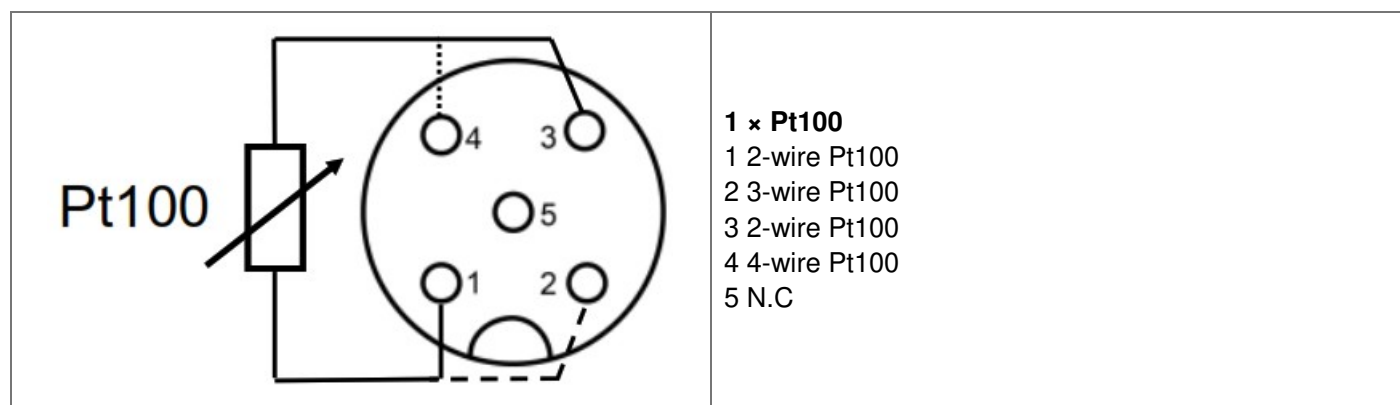 Pt100
4
3
5
1
2
1 × Pt100
1 2-wire Pt100
2 3-wire Pt100
3 2-wire Pt100
4 4-wire Pt100
5 N.C